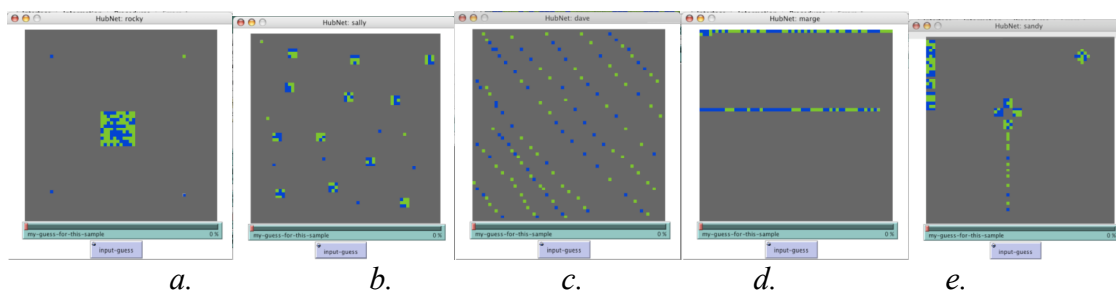 HubNet: rocky
my-guess-for-this-sample 0 %
input-guess
a.
HubNet: sally
my-guess-for-this-sample 0 %
input-guess
b.
HubNet: dave
my-guess-for-this-sample 0 %
input-guess
c.
HubNet: marge
my-guess-for-this-sample 0 %
input-guess
d.
HubNet: sandy
my-guess-for-this-sample 0 %
input-guess
e.